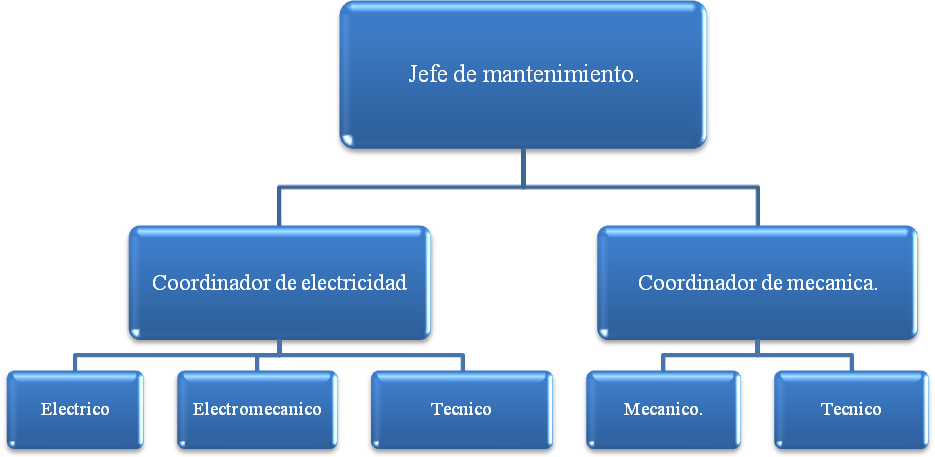 Jefe de mantenimiento.
Coordinador de electricidad
Coordinador de mecanica.
Electrico
Electromecanico
Tecnico
Mecanico.
Tecnico